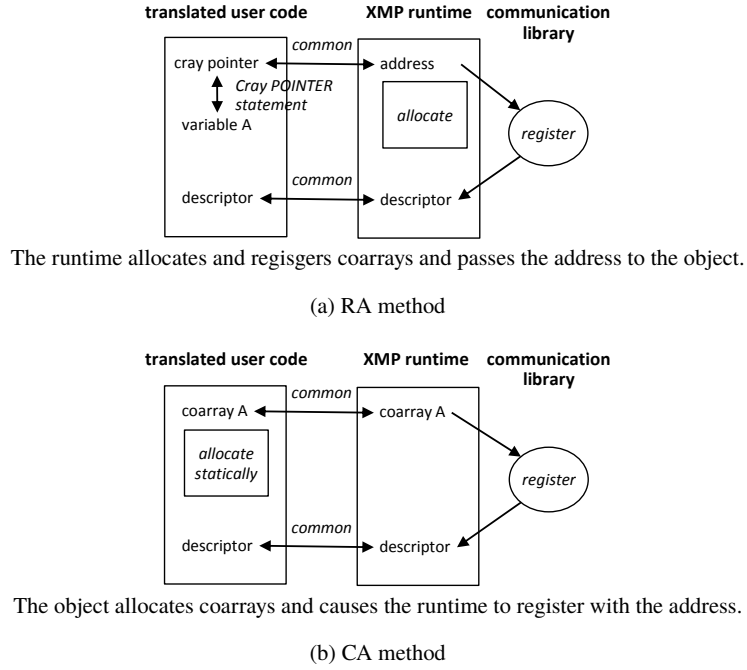 translated user code XMP runtime communication library
common
cray pointer address
Cray POINTER
statement
allocate
register
variable A
common
descriptor descriptor
The runtime allocates and regisgers coarrays and passes the address to the object.
(a) RA method
translated user code XMP runtime communication library
common
coarray A coarray A
allocate
statically
register
common
descriptor descriptor
The object allocates coarrays and causes the runtime to register with the address.
(b) CA method